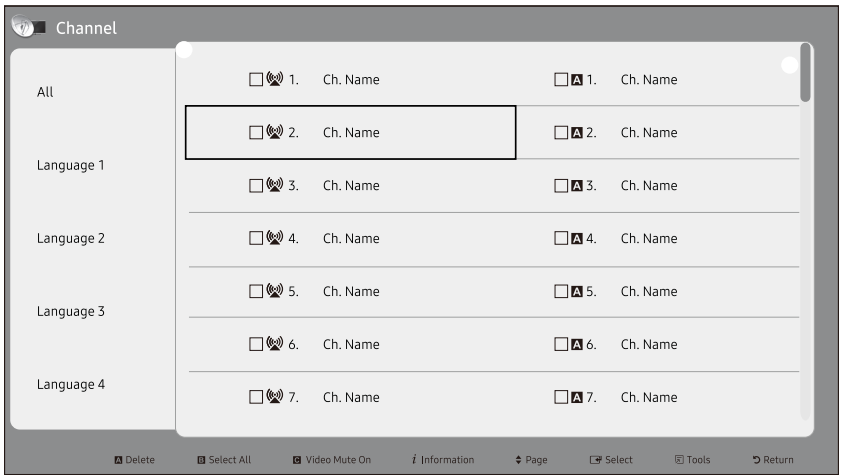 Channel
All
Language 1
Language 2
Language 3
Language 4
1. Ch. Name A 1. Ch. Name
2. Ch. Name A 2. Ch. Name
3. Ch. Name A 3. Ch. Name
4. Ch. Name A 4. Ch. Name
5. Ch. Name A 5. Ch. Name
6. Ch. Name A 6. Ch. Name
7. Ch. Name A 7. Ch. Name
A Delete B Select All C Video Mute On i Information Page Select Tools Return